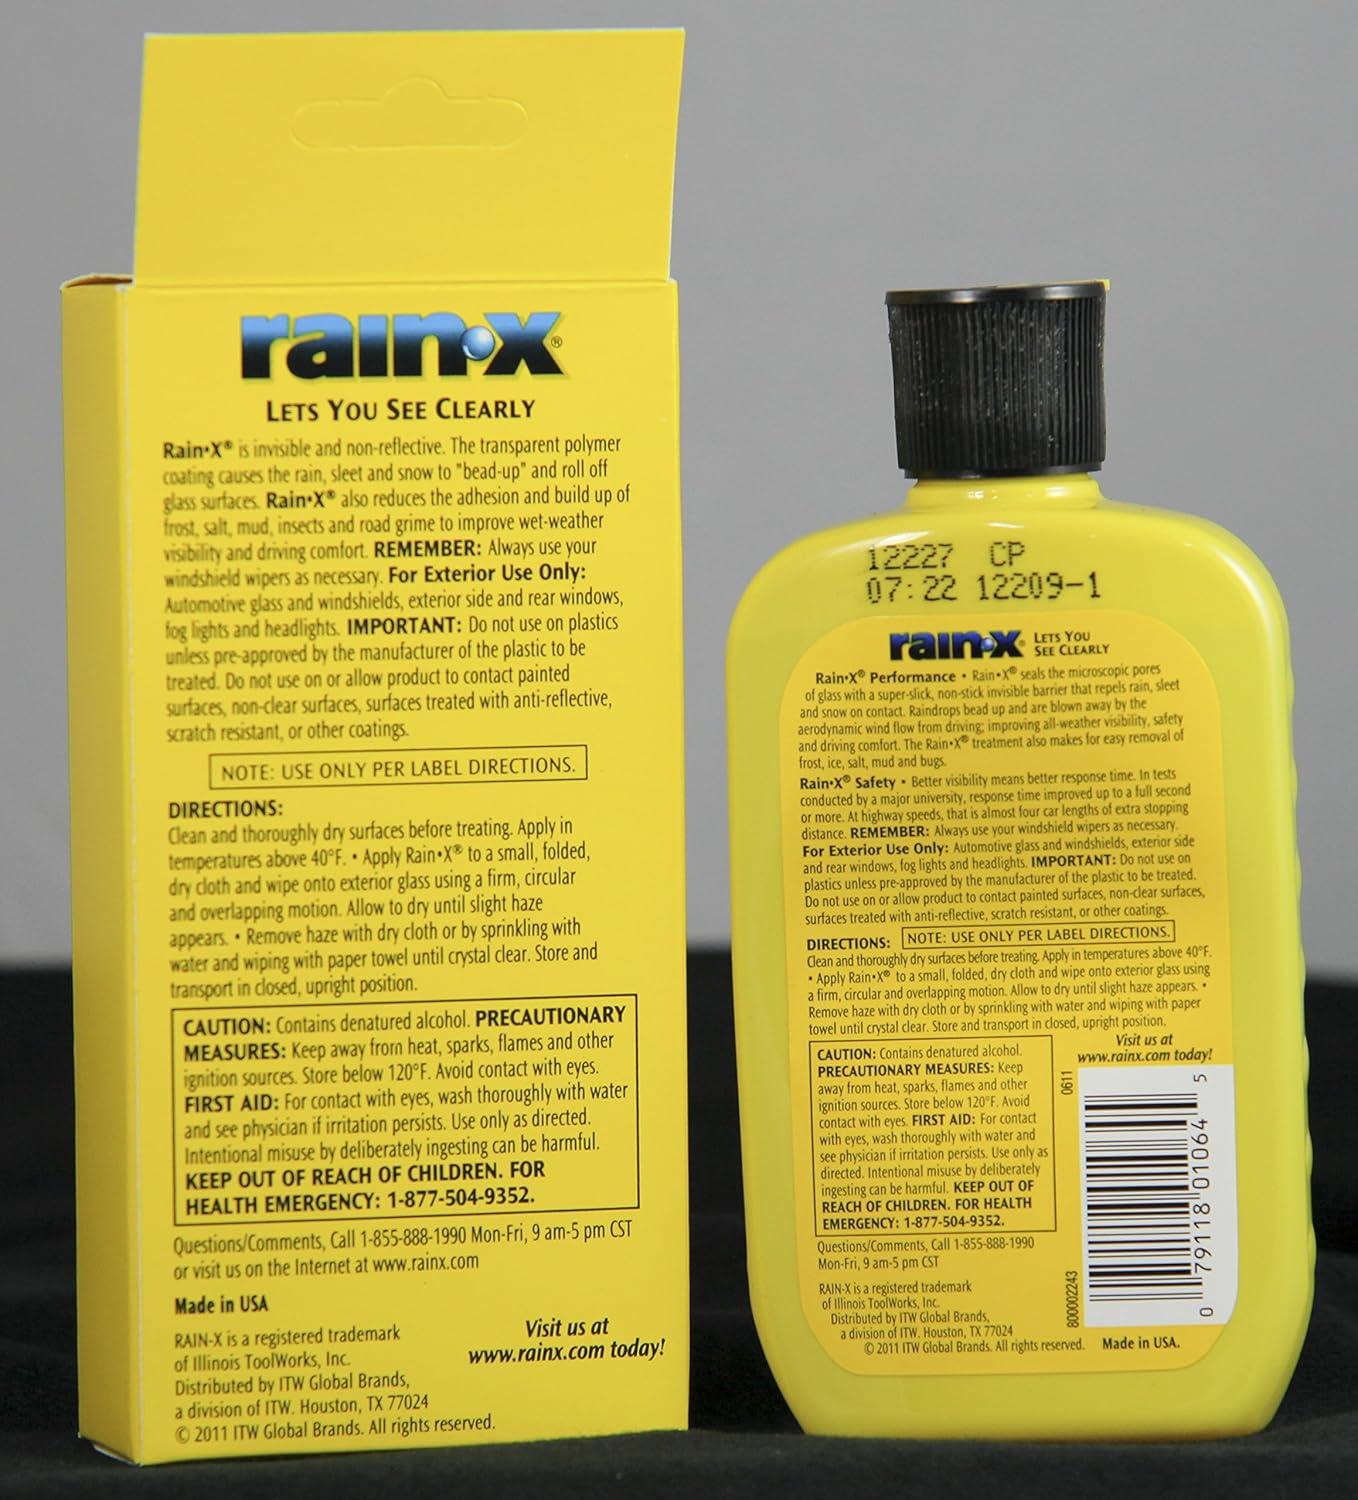 rain•x®
LETS YOU SEE CLEARLY
Rain•X® is invisible and non-reflective. The transparent polymer
coating causes the rain, sleet and snow to "bead-up" and roll off
glass surfaces. Rain•X® also reduces the adhesion and build up of
frost, salt, mud, insects and road grime to improve wet-weather
visibility and driving comfort. REMEMBER: Always use your
windshield wipers as necessary. For Exterior Use Only:
Automotive glass and windshields, exterior side and rear windows,
fog lights and headlights. IMPORTANT: Do not use on plastics
unless pre-approved by the manufacturer of the plastic to be
treated. Do not use on or allow product to contact painted
surfaces, non-clear surfaces, surfaces treated with anti-reflective,
scratch resistant, or other coatings.
NOTE: USE ONLY PER LABEL DIRECTIONS.
DIRECTIONS:
Clean and thoroughly dry surfaces before treating. Apply in
temperatures above 40°F. • Apply Rain•X® to a small, folded,
dry cloth and wipe onto exterior glass using a firm, circular
and overlapping motion. Allow to dry until slight haze
appears. • Remove haze with dry cloth or by sprinkling with
water and wiping with paper towel until crystal clear. Store and
transport in closed, upright position.
CAUTION: Contains denatured alcohol. PRECAUTIONARY
MEASURES: Keep away from heat, sparks, flames and other
ignition sources. Store below 120°F. Avoid contact with eyes.
FIRST AID: For contact with eyes, wash thoroughly with water
and see physician if irritation persists. Use only as directed.
Intentional misuse by deliberately ingesting can be harmful.
KEEP OUT OF REACH OF CHILDREN. FOR
HEALTH EMERGENCY: 1-877-504-9352.
Questions/Comments, Call 1-855-888-1990 Mon-Fri, 9 am-5 pm CST
or visit us on the Internet at www.rainx.com
Made in USA
RAIN-X is a registered trademark
of Illinois ToolWorks, Inc.
Distributed by ITW Global Brands,
a division of ITW. Houston, TX 77024
© 2011 ITW Global Brands. All rights reserved.
Visit us at
www.rainx.com today!
12227 CP
07:22 12209-1
rain•x® LETS YOU
SEE CLEARLY
Rain•X® Performance • Rain•X® seals the microscopic pores
of glass with a super-slick, non-stick invisible barrier that repels rain, sleet
and snow on contact. Raindrops bead up and are blown away by the
aerodynamic wind flow from driving; improving all-weather visibility, safety
and driving comfort. The Rain•X® treatment also makes for easy removal of
frost, ice, salt, mud and bugs.
Rain•X® Safety • Better visibility means better response time. In tests
conducted by a major university, response time improved up to a full second
or more. At highway speeds, that is almost four car lengths of extra stopping
distance. REMEMBER: Always use your windshield wipers as necessary.
For Exterior Use Only: Automotive glass and windshields, exterior side
and rear windows, fog lights and headlights. IMPORTANT: Do not use on
plastics unless pre-approved by the manufacturer of the plastic to be treated.
Do not use on or allow product to contact painted surfaces, non-clear surfaces,
surfaces treated with anti-reflective, scratch resistant, or other coatings.
DIRECTIONS: NOTE: USE ONLY PER LABEL DIRECTIONS.
Clean and thoroughly dry surfaces before treating. Apply in temperatures above 40°F.
• Apply Rain•X® to a small, folded, dry cloth and wipe onto exterior glass using
a firm, circular and overlapping motion. Allow to dry until slight haze appears. •
Remove haze with dry cloth or by sprinkling with water and wiping with paper
towel until crystal clear. Store and transport in closed, upright position.
CAUTION: Contains denatured alcohol.
PRECAUTIONARY MEASURES: Keep
away from heat, sparks, flames and other
ignition sources. Store below 120°F. Avoid
contact with eyes. FIRST AID: For contact
with eyes, wash thoroughly with water and
see physician if irritation persists. Use only as
directed. Intentional misuse by deliberately
ingesting can be harmful. KEEP OUT OF
REACH OF CHILDREN. FOR HEALTH
EMERGENCY: 1-877-504-9352.
Visit us at
www.rainx.com today!
0611
0 79118 01064 5
800002243
Questions/Comments, Call 1-855-888-1990
Mon-Fri, 9 am-5 pm CST
RAIN-X is a registered trademark
of Illinois ToolWorks, Inc.
Distributed by ITW Global Brands,
a division of ITW. Houston, TX 77024
© 2011 ITW Global Brands. All rights reserved. Made in USA.